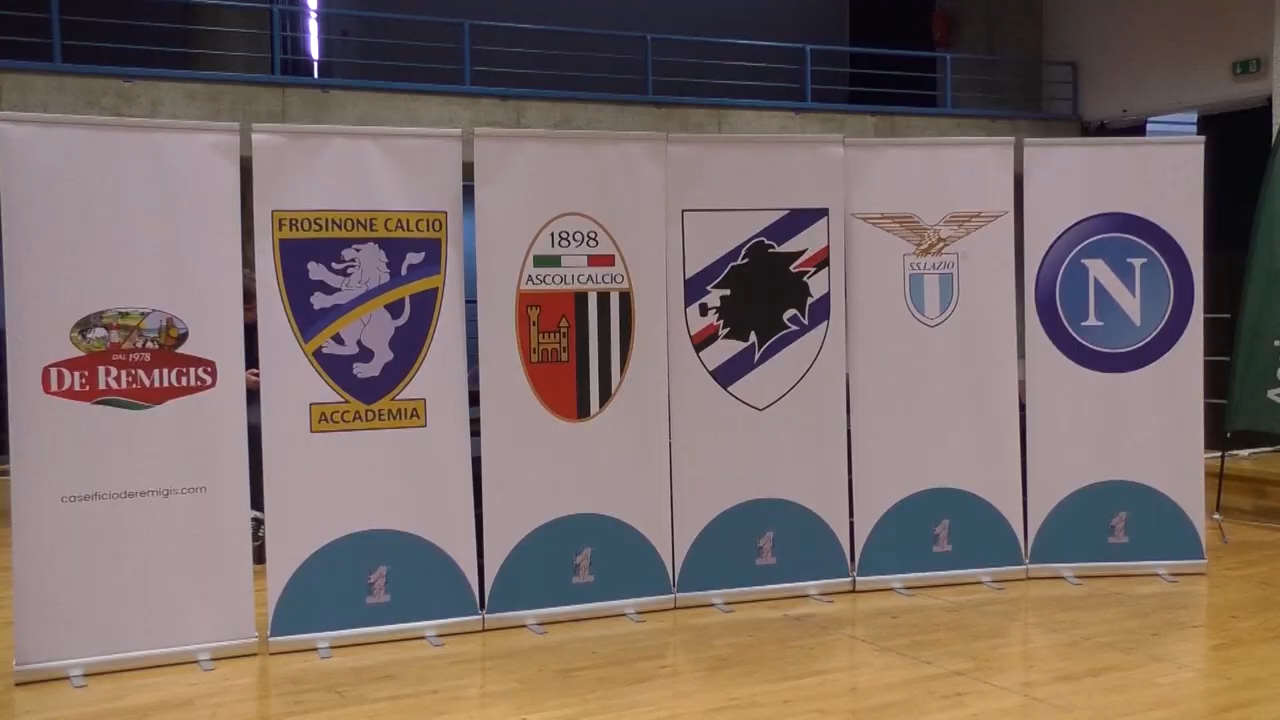 DAL 1978
DE REMIGIS
caseificioderemigis.com
FROSINONE CALCIO
ACCADEMIA
1898
ASCOLI CALCIO
S.S.LAZIO
N
1
1
1
1
1